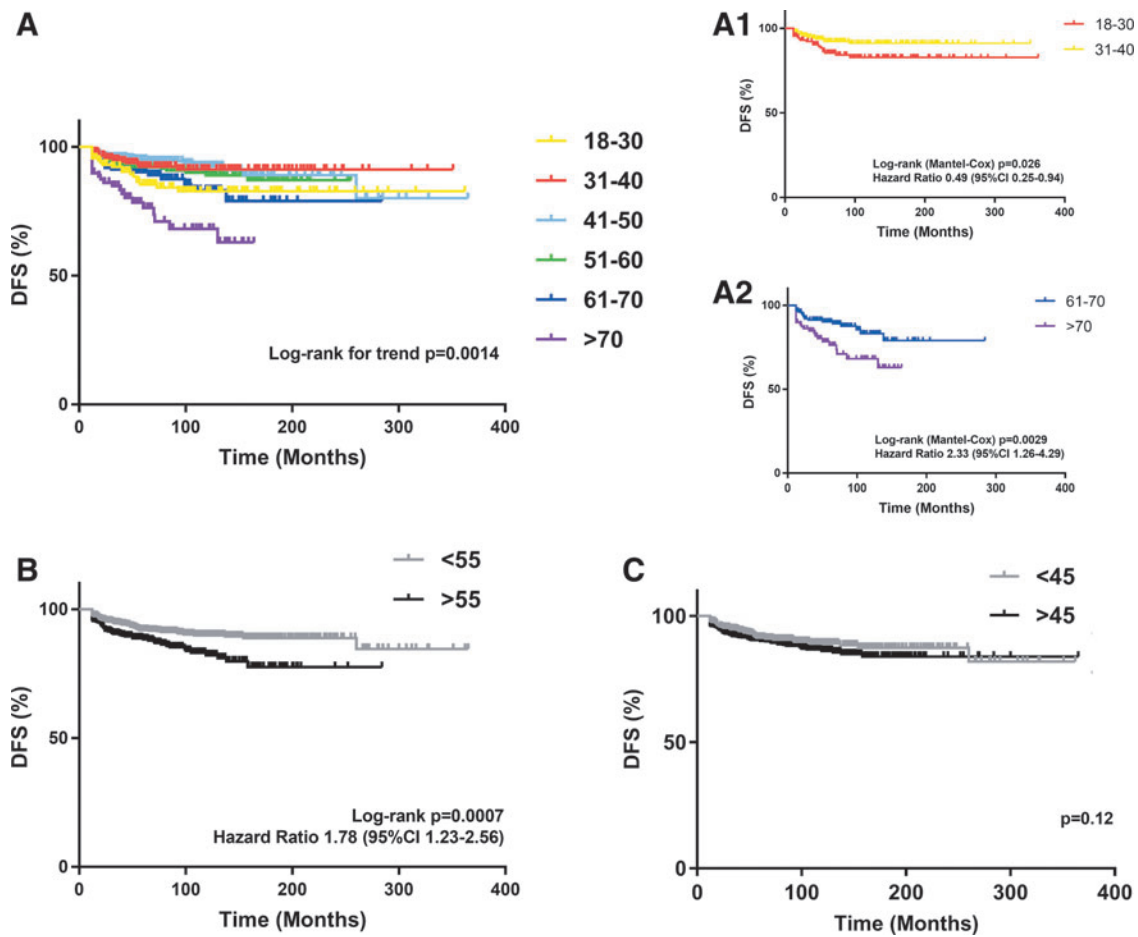 A
DFS (%)
100
50
0
0 100 200 300 400
Time (Months)
Log-rank for trend p=0.0014
18-30
31-40
41-50
51-60
61-70
>70
A1
DFS (%)
100
50
0
0 100 200 300 400
Time (Months)
Log-rank (Mantel-Cox) p=0.026
Hazard Ratio 0.49 (95%CI 0.25-0.94)
18-30
31-40
A2
DFS (%)
100
50
0
0 100 200 300 400
Time (Months)
Log-rank (Mantel-Cox) p=0.0029
Hazard Ratio 2.33 (95%CI 1.26-4.29)
61-70
>70
B
<55
>55
DFS (%)
100
50
0
0 100 200 300 400
Time (Months)
Log-rank p=0.0007
Hazard Ratio 1.78 (95%CI 1.23-2.56)
C
<45
>45
DFS (%)
100
50
0
0 100 200 300 400
Time (Months)
p=0.12